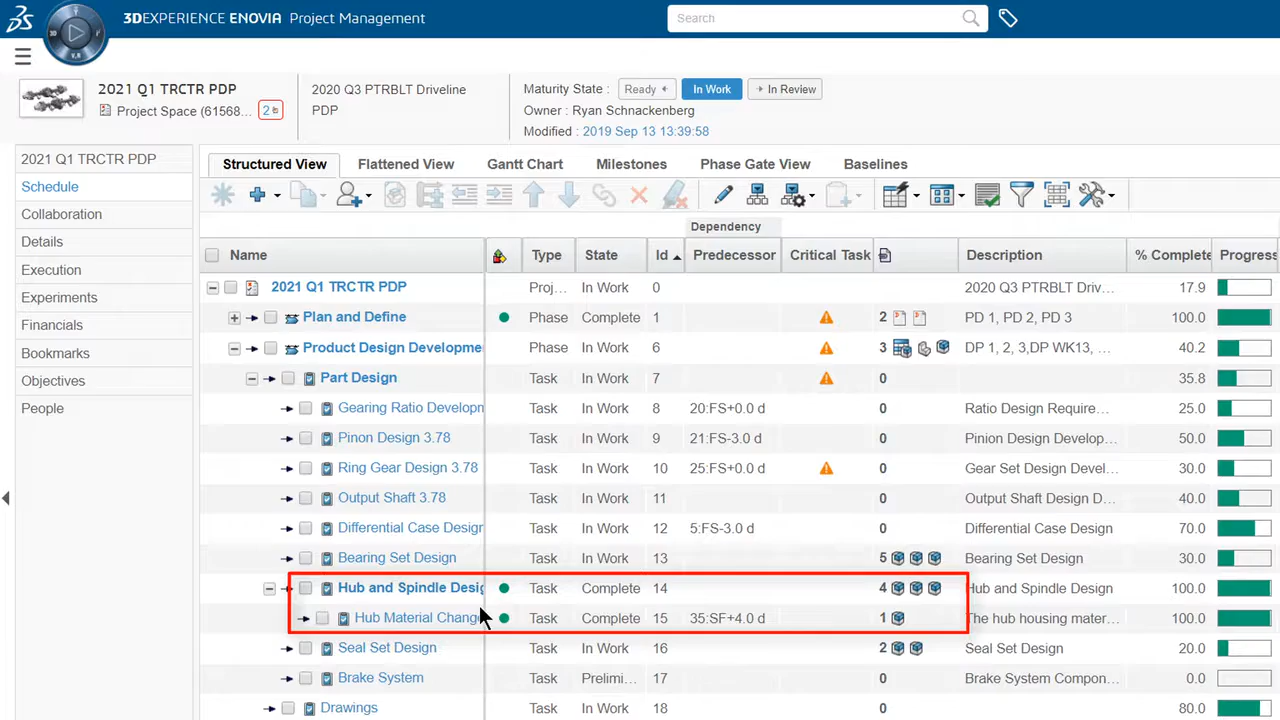 3DEXPERIENCE ENOVIA Project Management
Search
3D
V.R
2021 Q1 TRCTR PDP
Project Space (61568... 2
2020 Q3 PTRBLT Driveline
PDP
Maturity State : Ready In Work In Review
Owner : Ryan Schnackenberg
Modified : 2019 Sep 13 13:39:58
2021 Q1 TRCTR PDP
Schedule
Collaboration
Details
Execution
Experiments
Financials
Bookmarks
Objectives
People
Structured View Flattened View Gantt Chart Milestones Phase Gate View Baselines
Dependency
Name Type State Id Predecessor Critical Task Description % Complete Progress
2021 Q1 TRCTR PDP Proj... In Work 0 2020 Q3 PTRBLT Driv... 17.9
Plan and Define Phase Complete 1 2 PD 1, PD 2, PD 3 100.0
Product Design Developme Phase In Work 6 3 DP 1, 2, 3,DP WK13, ... 40.2
Part Design Task In Work 7 0 35.8
Gearing Ratio Developn Task In Work 8 20:FS+0.0 d 0 Ratio Design Require... 25.0
Pinon Design 3.78 Task In Work 9 21:FS-3.0 d 0 Pinion Design Develop... 50.0
Ring Gear Design 3.78 Task In Work 10 25:FS+0.0 d 0 Gear Set Design Devel... 30.0
Output Shaft 3.78 Task In Work 11 0 Output Shaft Design D... 40.0
Differential Case Design Task In Work 12 5:FS-3.0 d 0 Differential Case Design 70.0
Bearing Set Design Task In Work 13 5 Bearing Set Design 30.0
Hub and Spindle Desig Task Complete 14 4 Hub and Spindle Design 100.0
Hub Material Chang Task Complete 15 35:SF+4.0 d 1 The hub housing mater... 100.0
Seal Set Design Task In Work 16 2 Seal Set Design 20.0
Brake System Task Prelimi... 17 0 Brake System Compon... 0.0
Drawings Task In Work 18 0 80.0